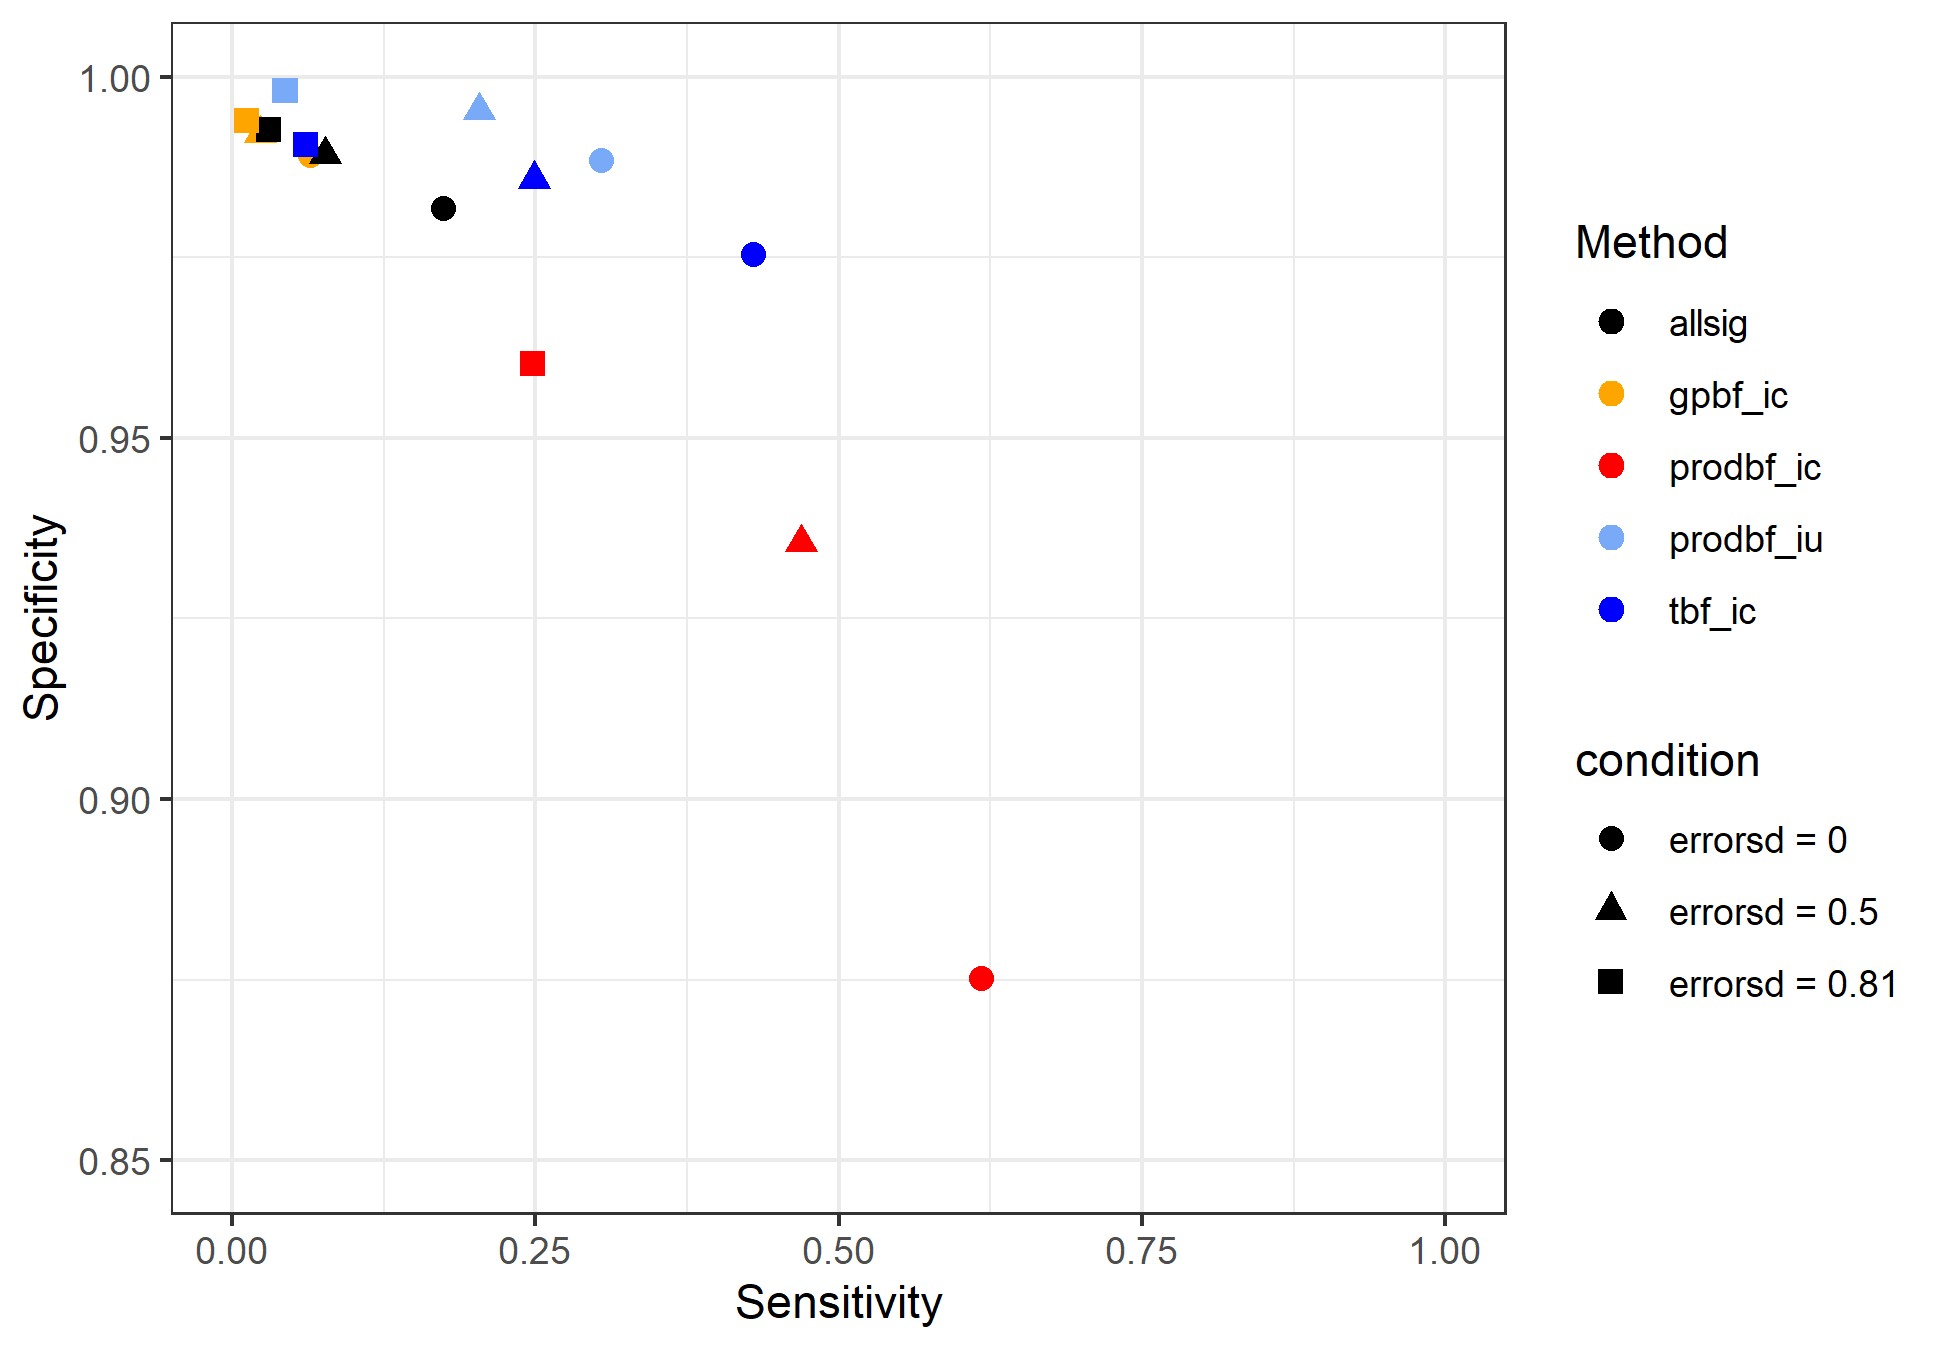 1.00
0.95
0.90
0.85
Specificity
0.00 0.25 0.50 0.75 1.00
Sensitivity
Method
allsig
gpbf_ic
prodbf_ic
prodbf_iu
tbf_ic
condition
errorsd = 0
errorsd = 0.5
errorsd = 0.81